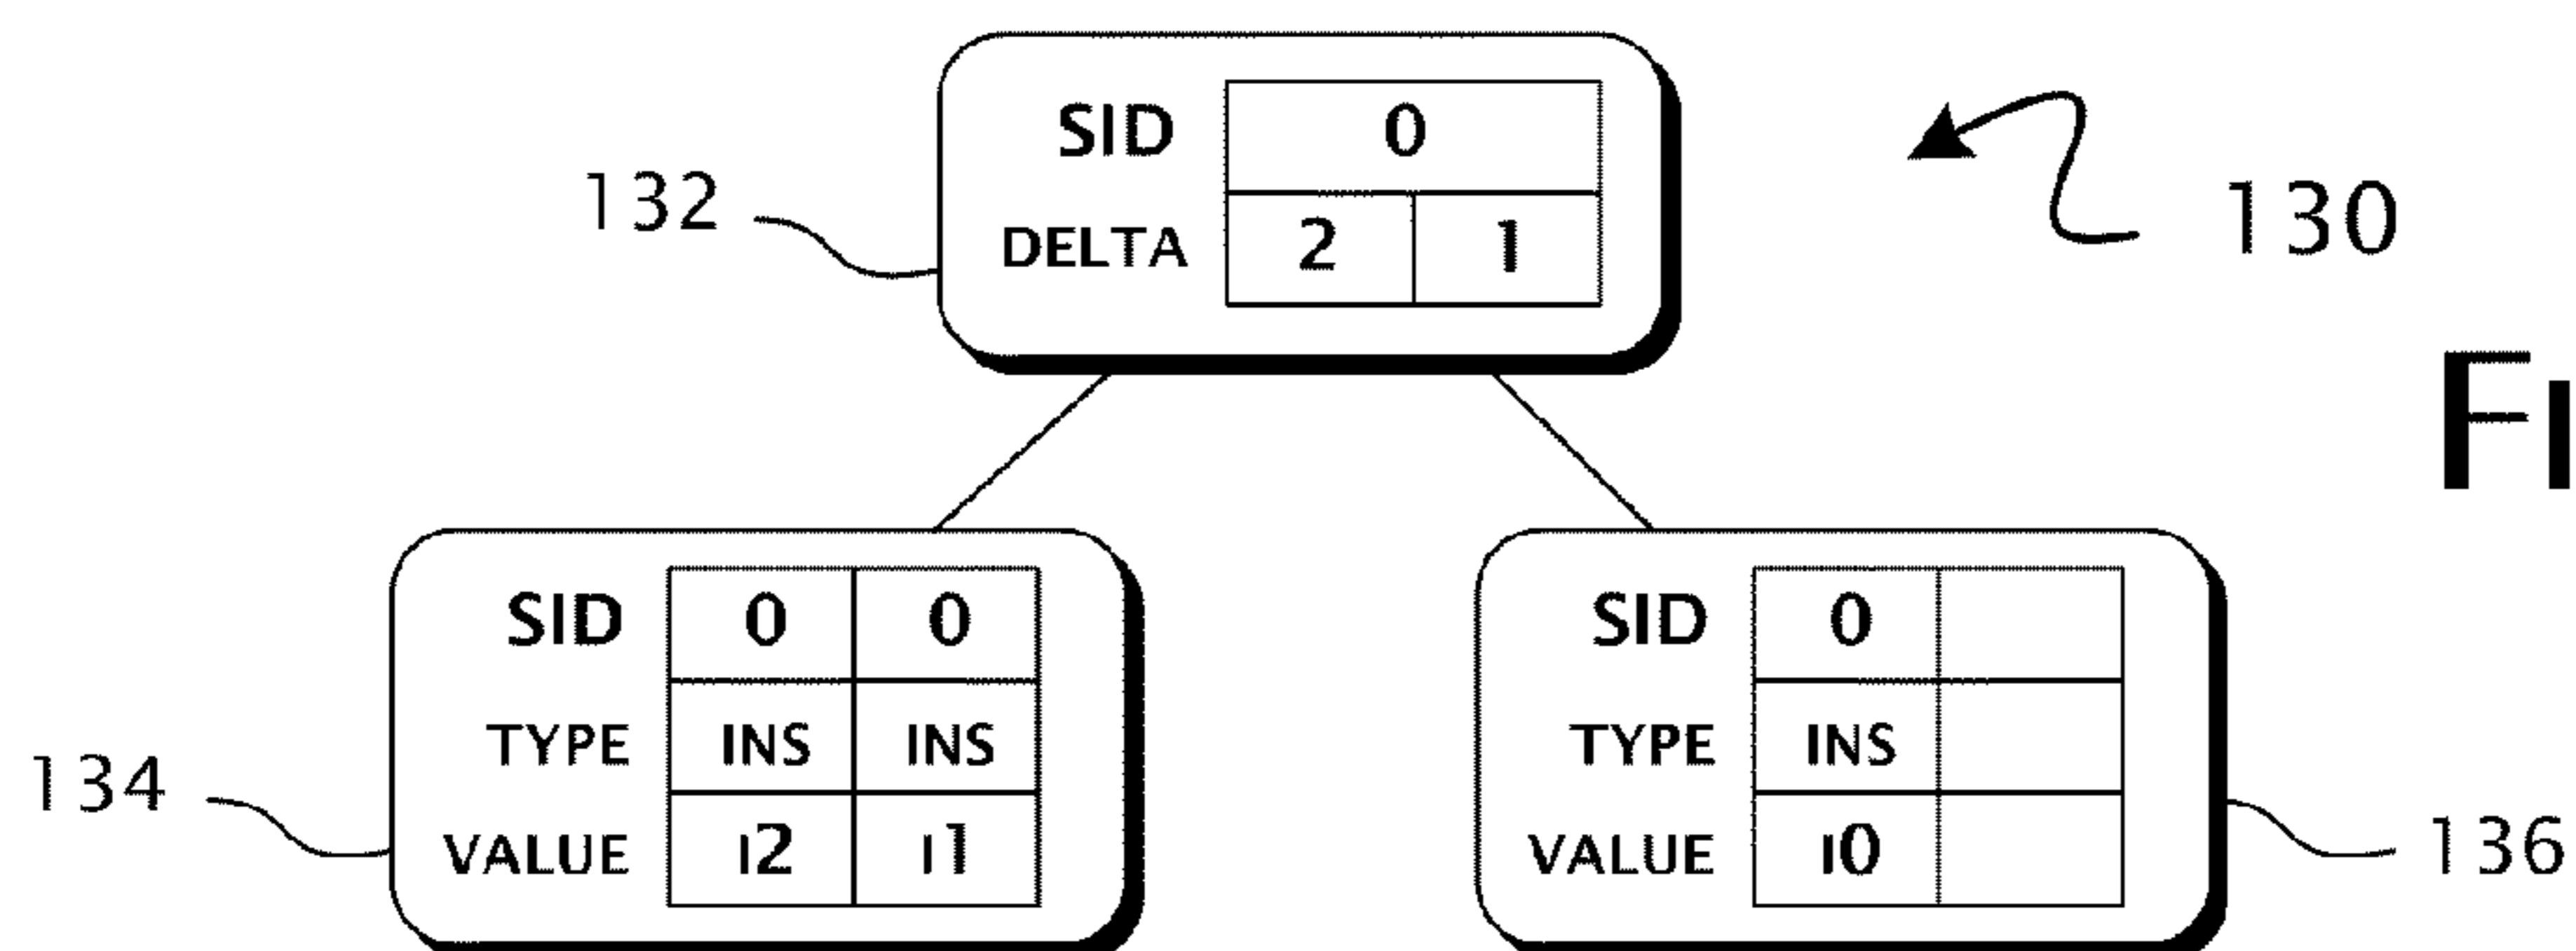 SID 0
132 DELTA 2 1
130
FI
SID 0 0
TYPE INS INS
134 VALUE I2 I1
SID 0
TYPE INS
VALUE I0 136